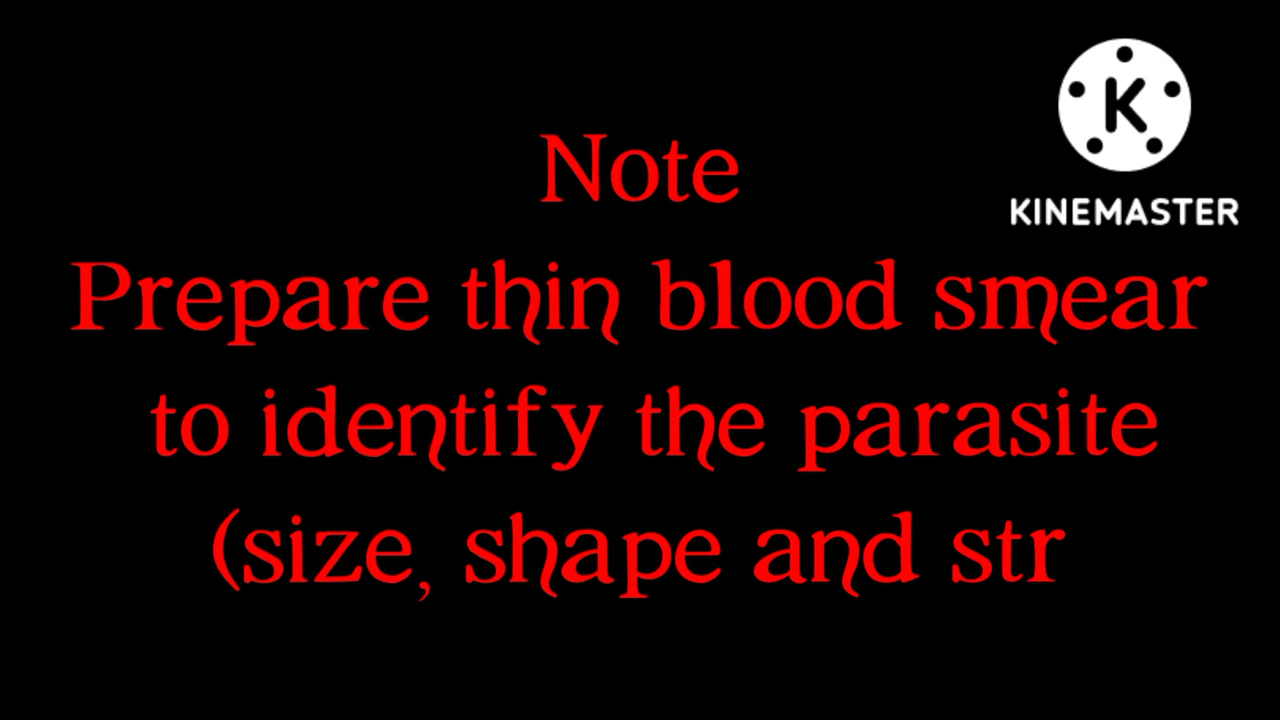 Note
Prepare thin blood smear
to identify the parasite
(size, shape and str
K
KINEMASTER